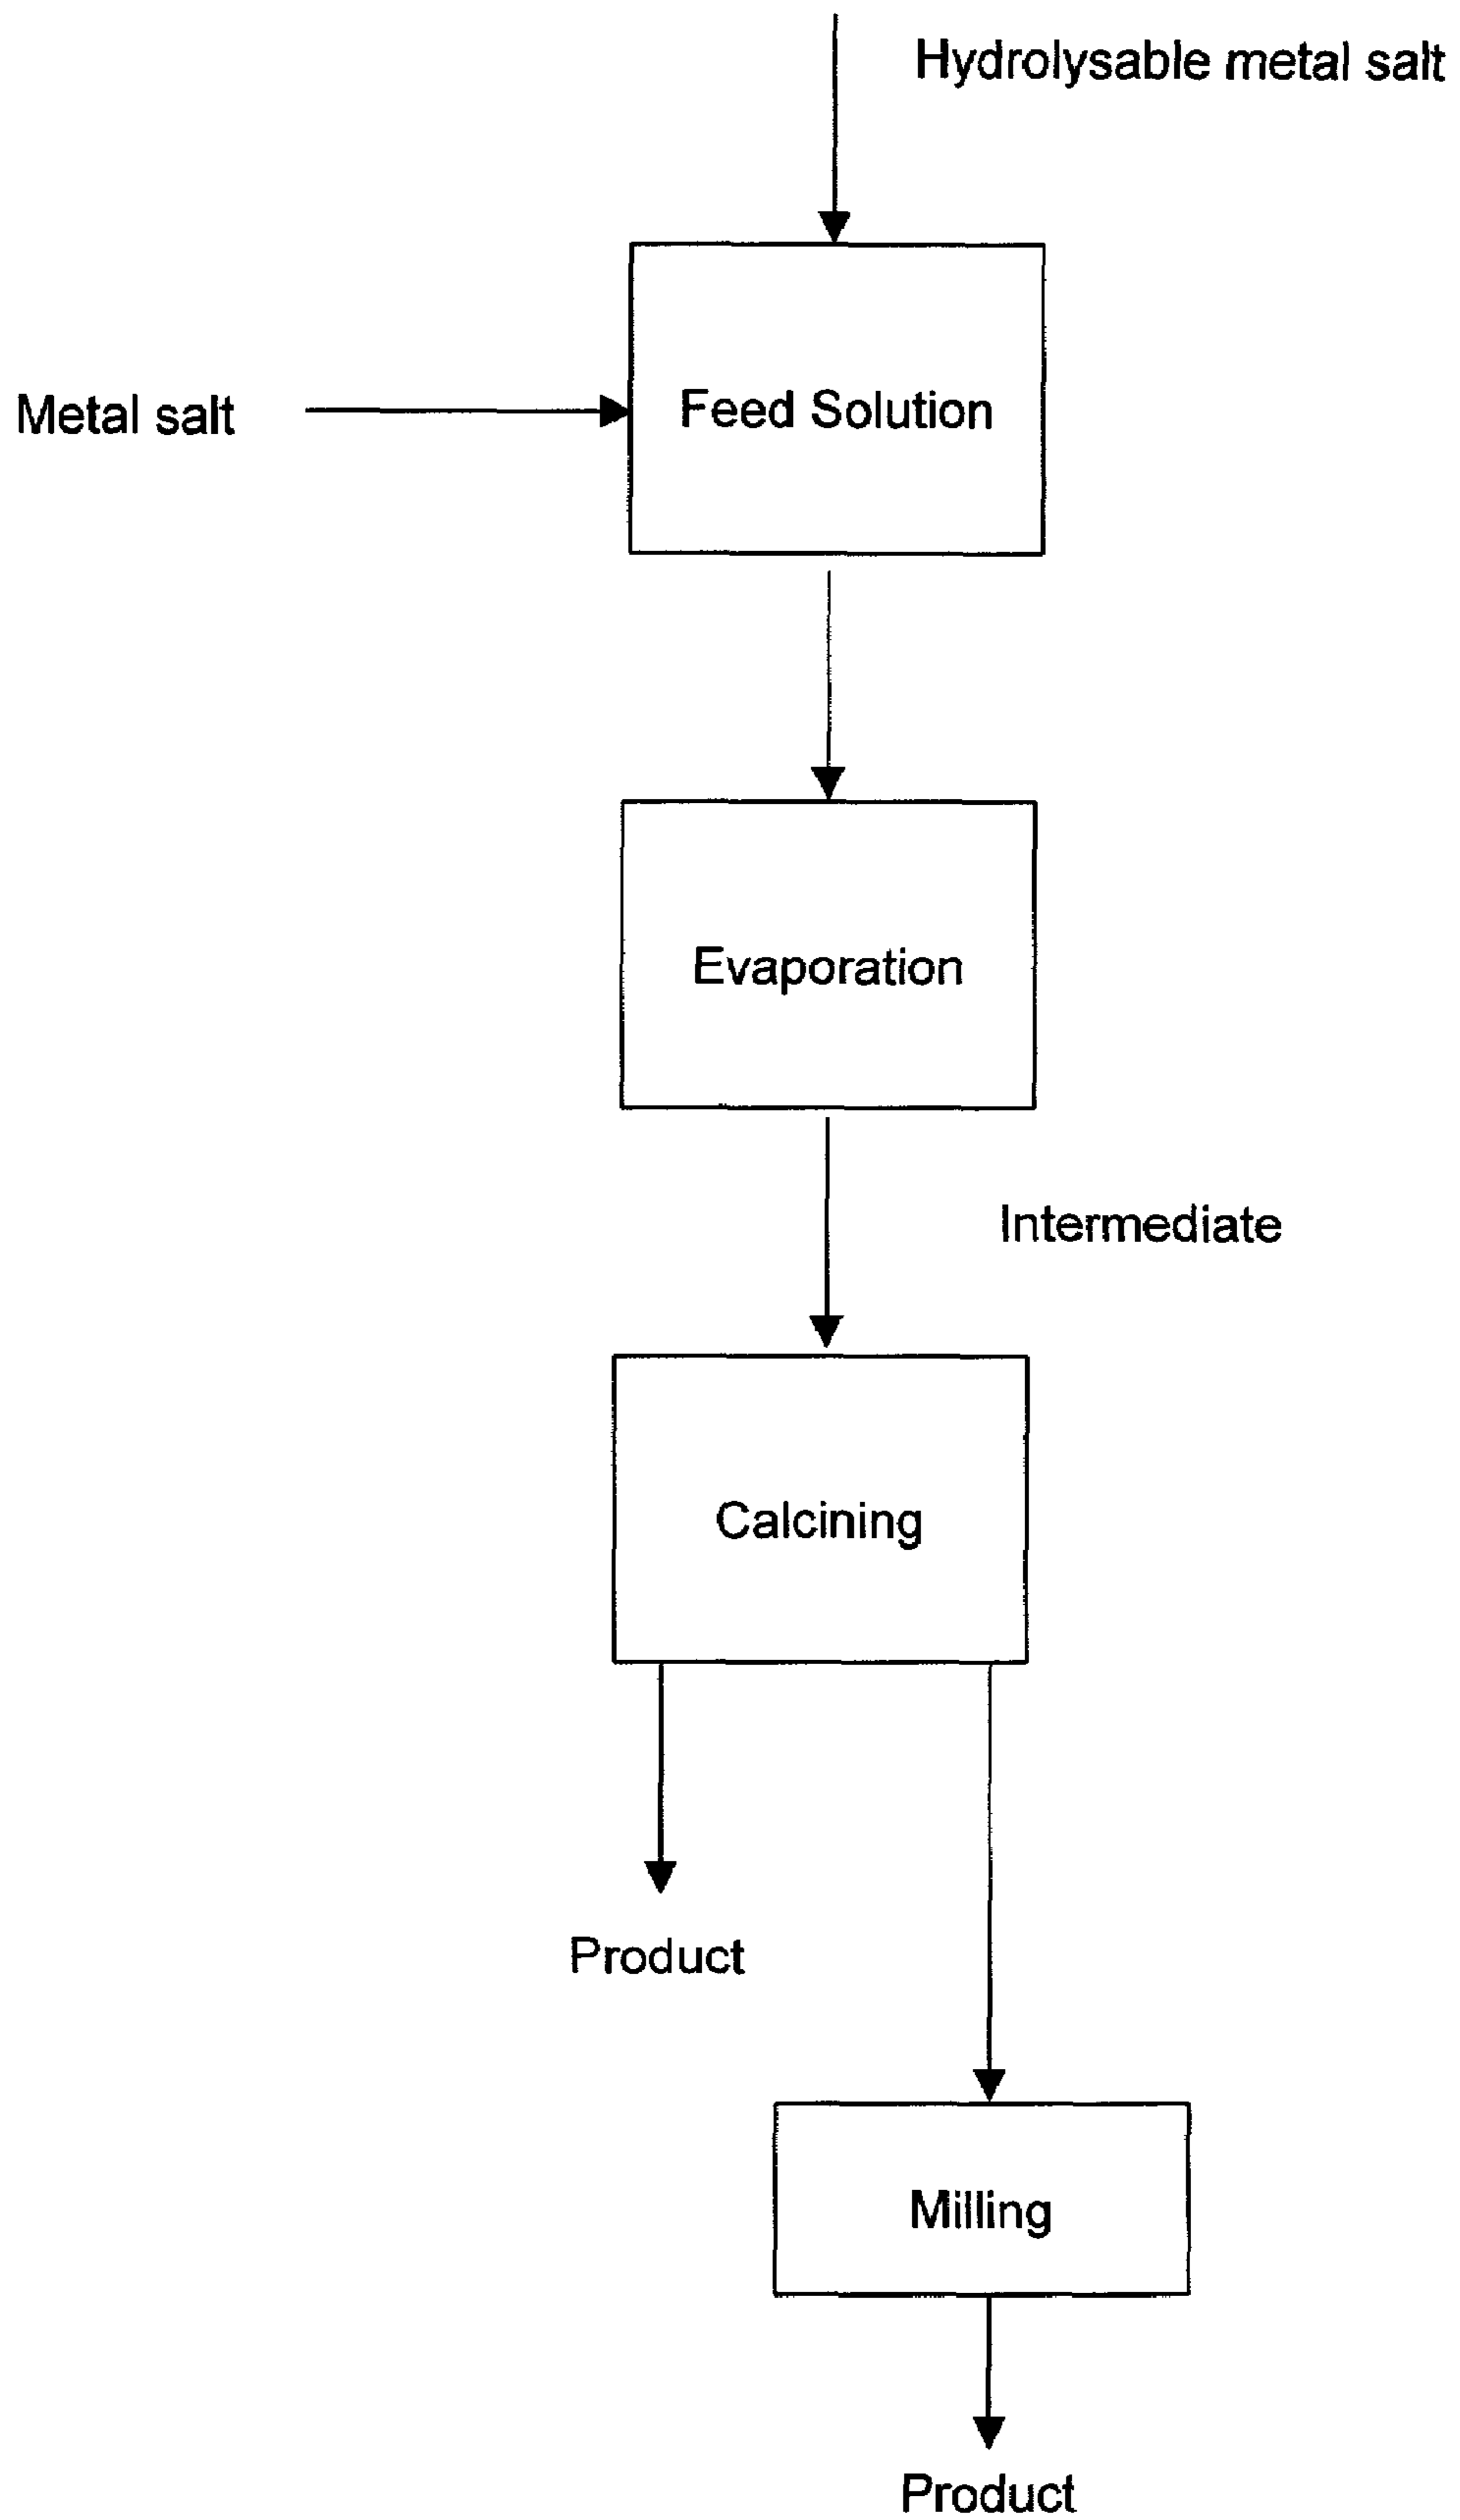 Hydrolysable metal salt
Metal salt
Feed Solution
Evaporation
Intermediate
Calcining
Product
Milling
Product